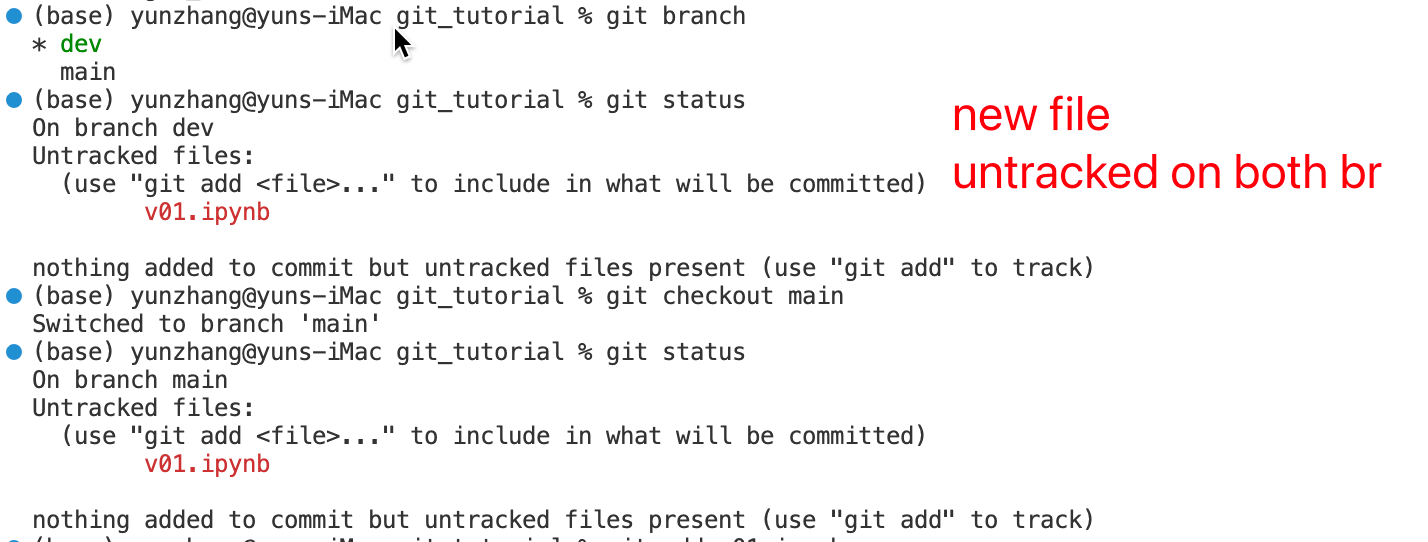 (base) yunzhang@yuns-iMac git_tutorial % git branch
* dev
main
(base) yunzhang@yuns-iMac git_tutorial % git status
On branch dev
Untracked files:
(use "git add <file>..." to include in what will be committed)
v01.ipynb
new file
untracked on both br
nothing added to commit but untracked files present (use "git add" to track)
(base) yunzhang@yuns-iMac git_tutorial % git checkout main
Switched to branch 'main'
(base) yunzhang@yuns-iMac git_tutorial % git status
On branch main
Untracked files:
(use "git add <file>..." to include in what will be committed)
v01.ipynb
nothing added to commit but untracked files present (use "git add" to track)